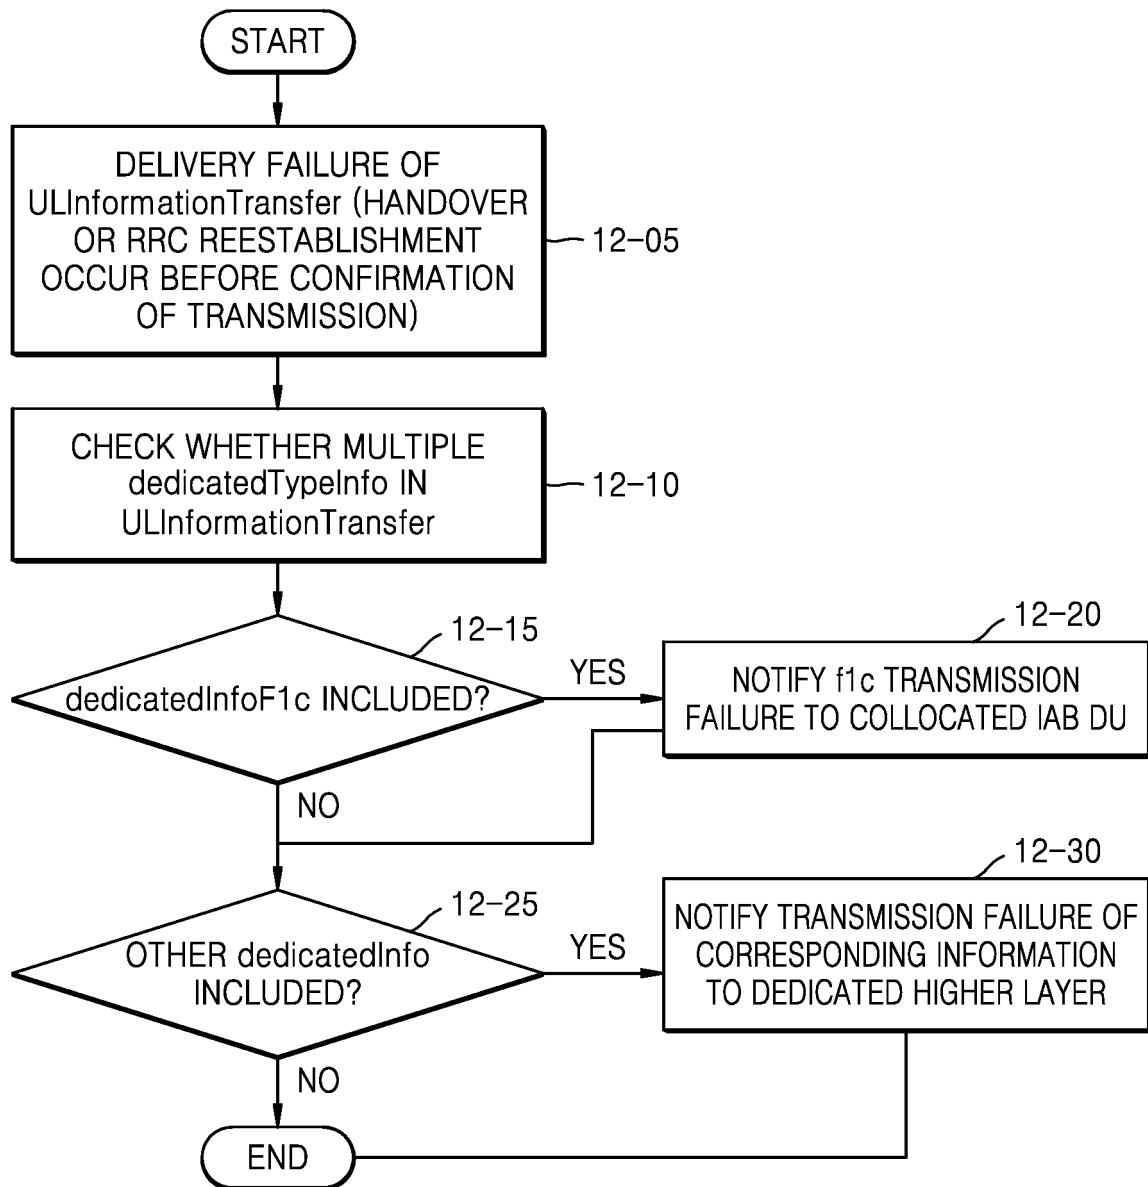 START
DELIVERY FAILURE OF
ULInformationTransfer (HANDOVER
OR RRC REESTABLISHMENT
OCCUR BEFORE CONFIRMATION
OF TRANSMISSION)
12-05
CHECK WHETHER MULTIPLE
dedicatedTypeInfo IN
ULInformationTransfer
12-10
12-15
dedicatedInfoF1c INCLUDED?
YES
NO
12-20
NOTIFY f1c TRANSMISSION
FAILURE TO COLLOCATED IAB DU
12-25
OTHER dedicatedInfo
INCLUDED?
YES
NO
12-30
NOTIFY TRANSMISSION FAILURE OF
CORRESPONDING INFORMATION
TO DEDICATED HIGHER LAYER
END